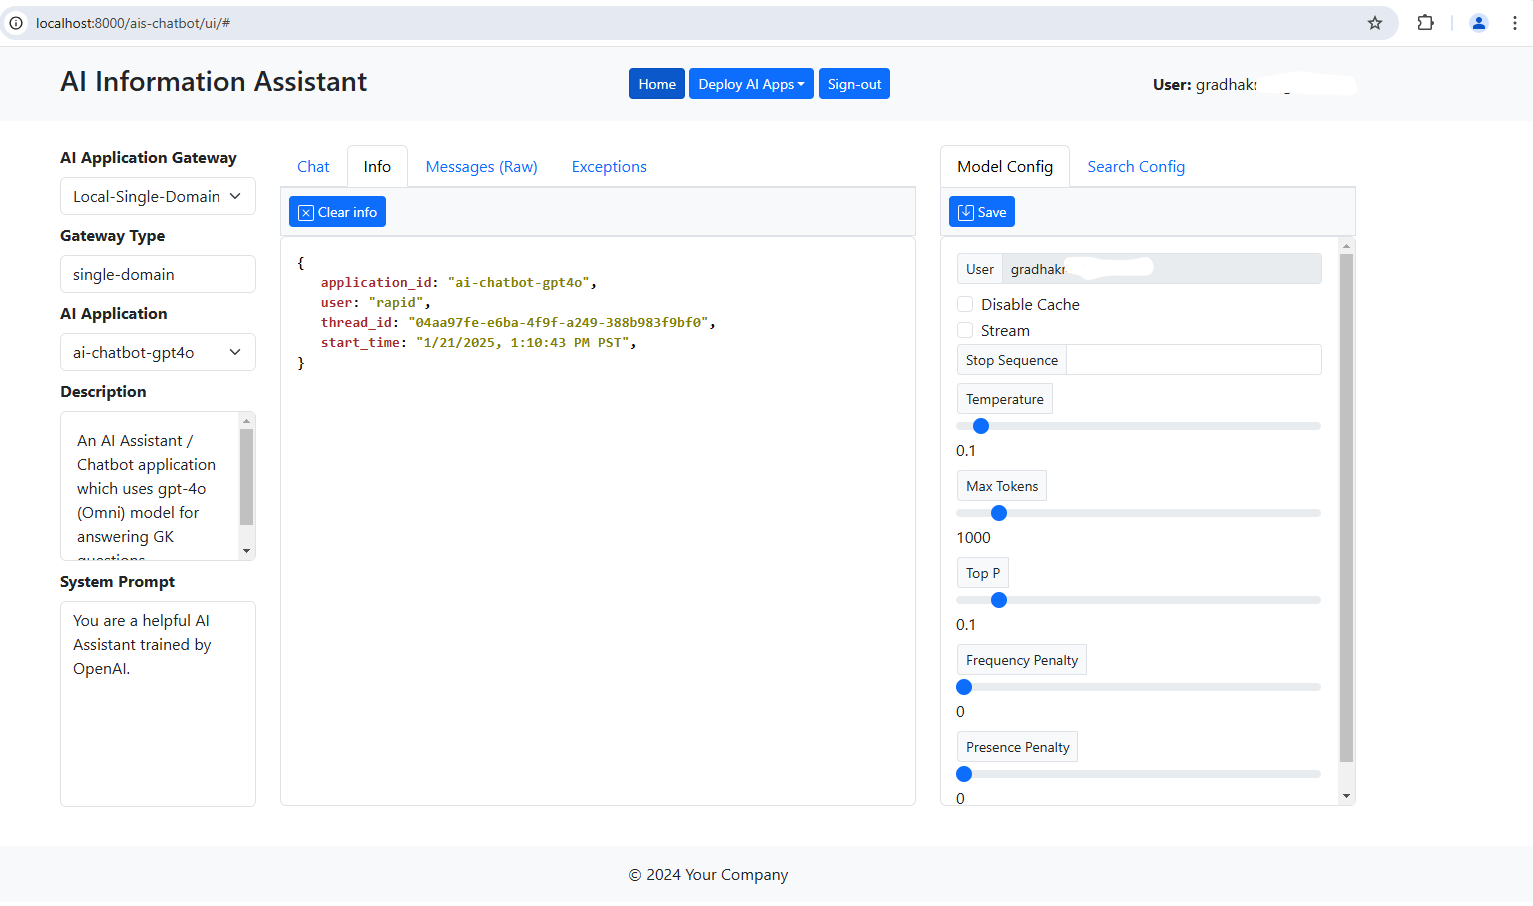 localhost:8000/ais-chatbot/ui/#
AI Information Assistant
Home
Deploy AI Apps
Sign-out
User:
AI Application Gateway
Local-Single-Domain
Gateway Type
single-domain
AI Application
ai-chatbot-gpt4o
Description
An AI Assistant /
Chatbot application
which uses gpt-4o
(Omni) model for
answering GK
questions
System Prompt
You are a helpful AI
Assistant trained by
OpenAI.
Chat
Info
Messages (Raw)
Exceptions
Clear info
{
application_id: "ai-chatbot-gpt4o",
user: "rapid",
thread_id: "04aa97fe-e6ba-4f9f-a249-388b983f9bf0",
start_time: "1/21/2025, 1:10:43 PM PST",
}
Model Config
Search Config
Save
User
Disable Cache
Stream
Stop Sequence
Temperature
0.1
Max Tokens
1000
Top P
0.1
Frequency Penalty
0
Presence Penalty
0
© 2024 Your Company